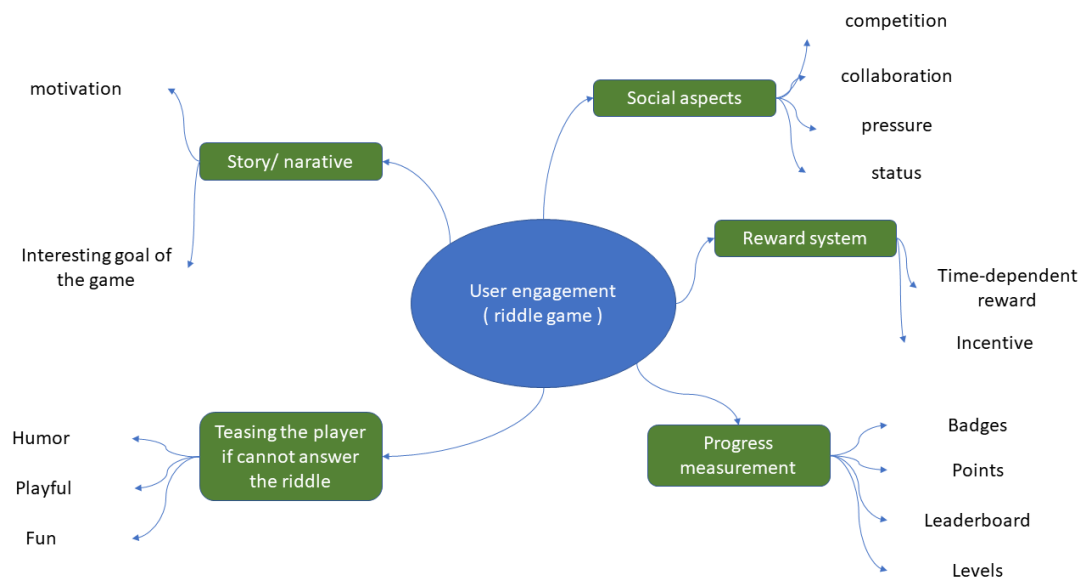 competition
Social aspects
collaboration
pressure
status
motivation
Story/ narative
Interesting goal of
the game
User engagement
( riddle game )
Reward system
Time-dependent
reward
Incentive
Teasing the player
if cannot answer
the riddle
Humor
Playful
Fun
Progress
measurement
Badges
Points
Leaderboard
Levels